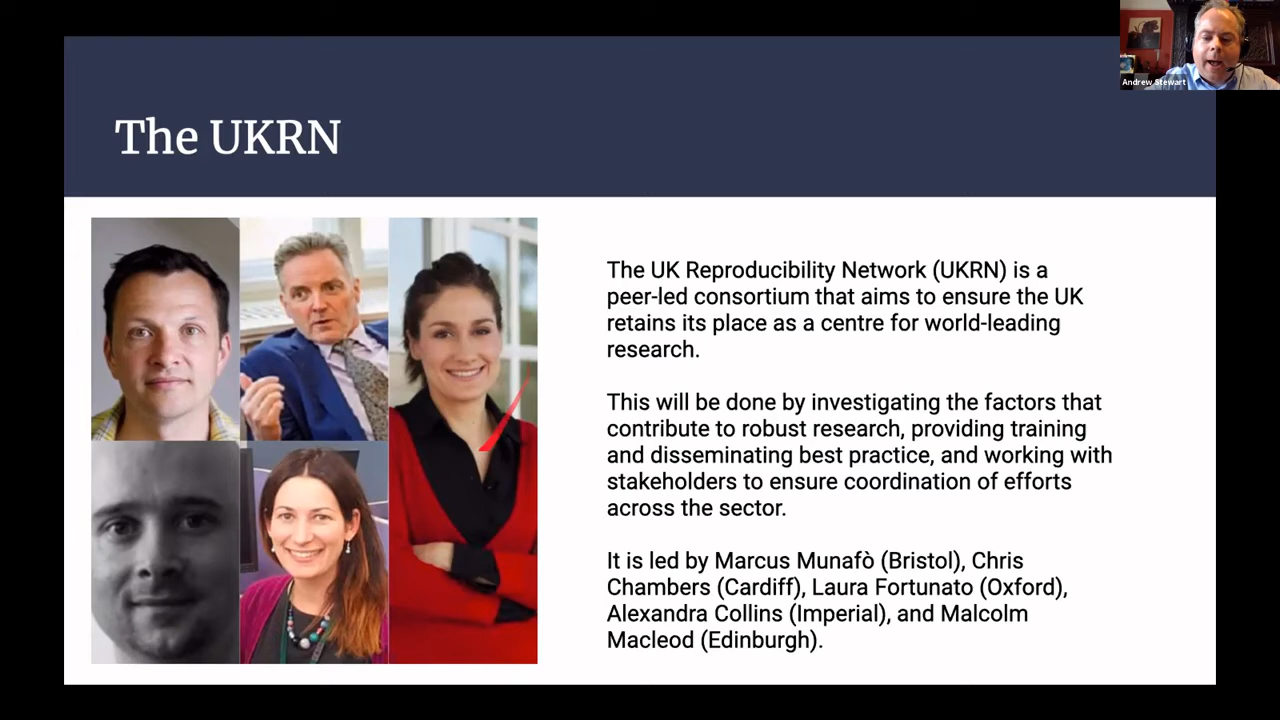 Andrew Stewart
The UKRN
The UK Reproducibility Network (UKRN) is a
peer-led consortium that aims to ensure the UK
retains its place as a centre for world-leading
research.
This will be done by investigating the factors that
contribute to robust research, providing training
and disseminating best practice, and working with
stakeholders to ensure coordination of efforts
across the sector.
It is led by Marcus Munafò (Bristol), Chris
Chambers (Cardiff), Laura Fortunato (Oxford),
Alexandra Collins (Imperial), and Malcolm
Macleod (Edinburgh).